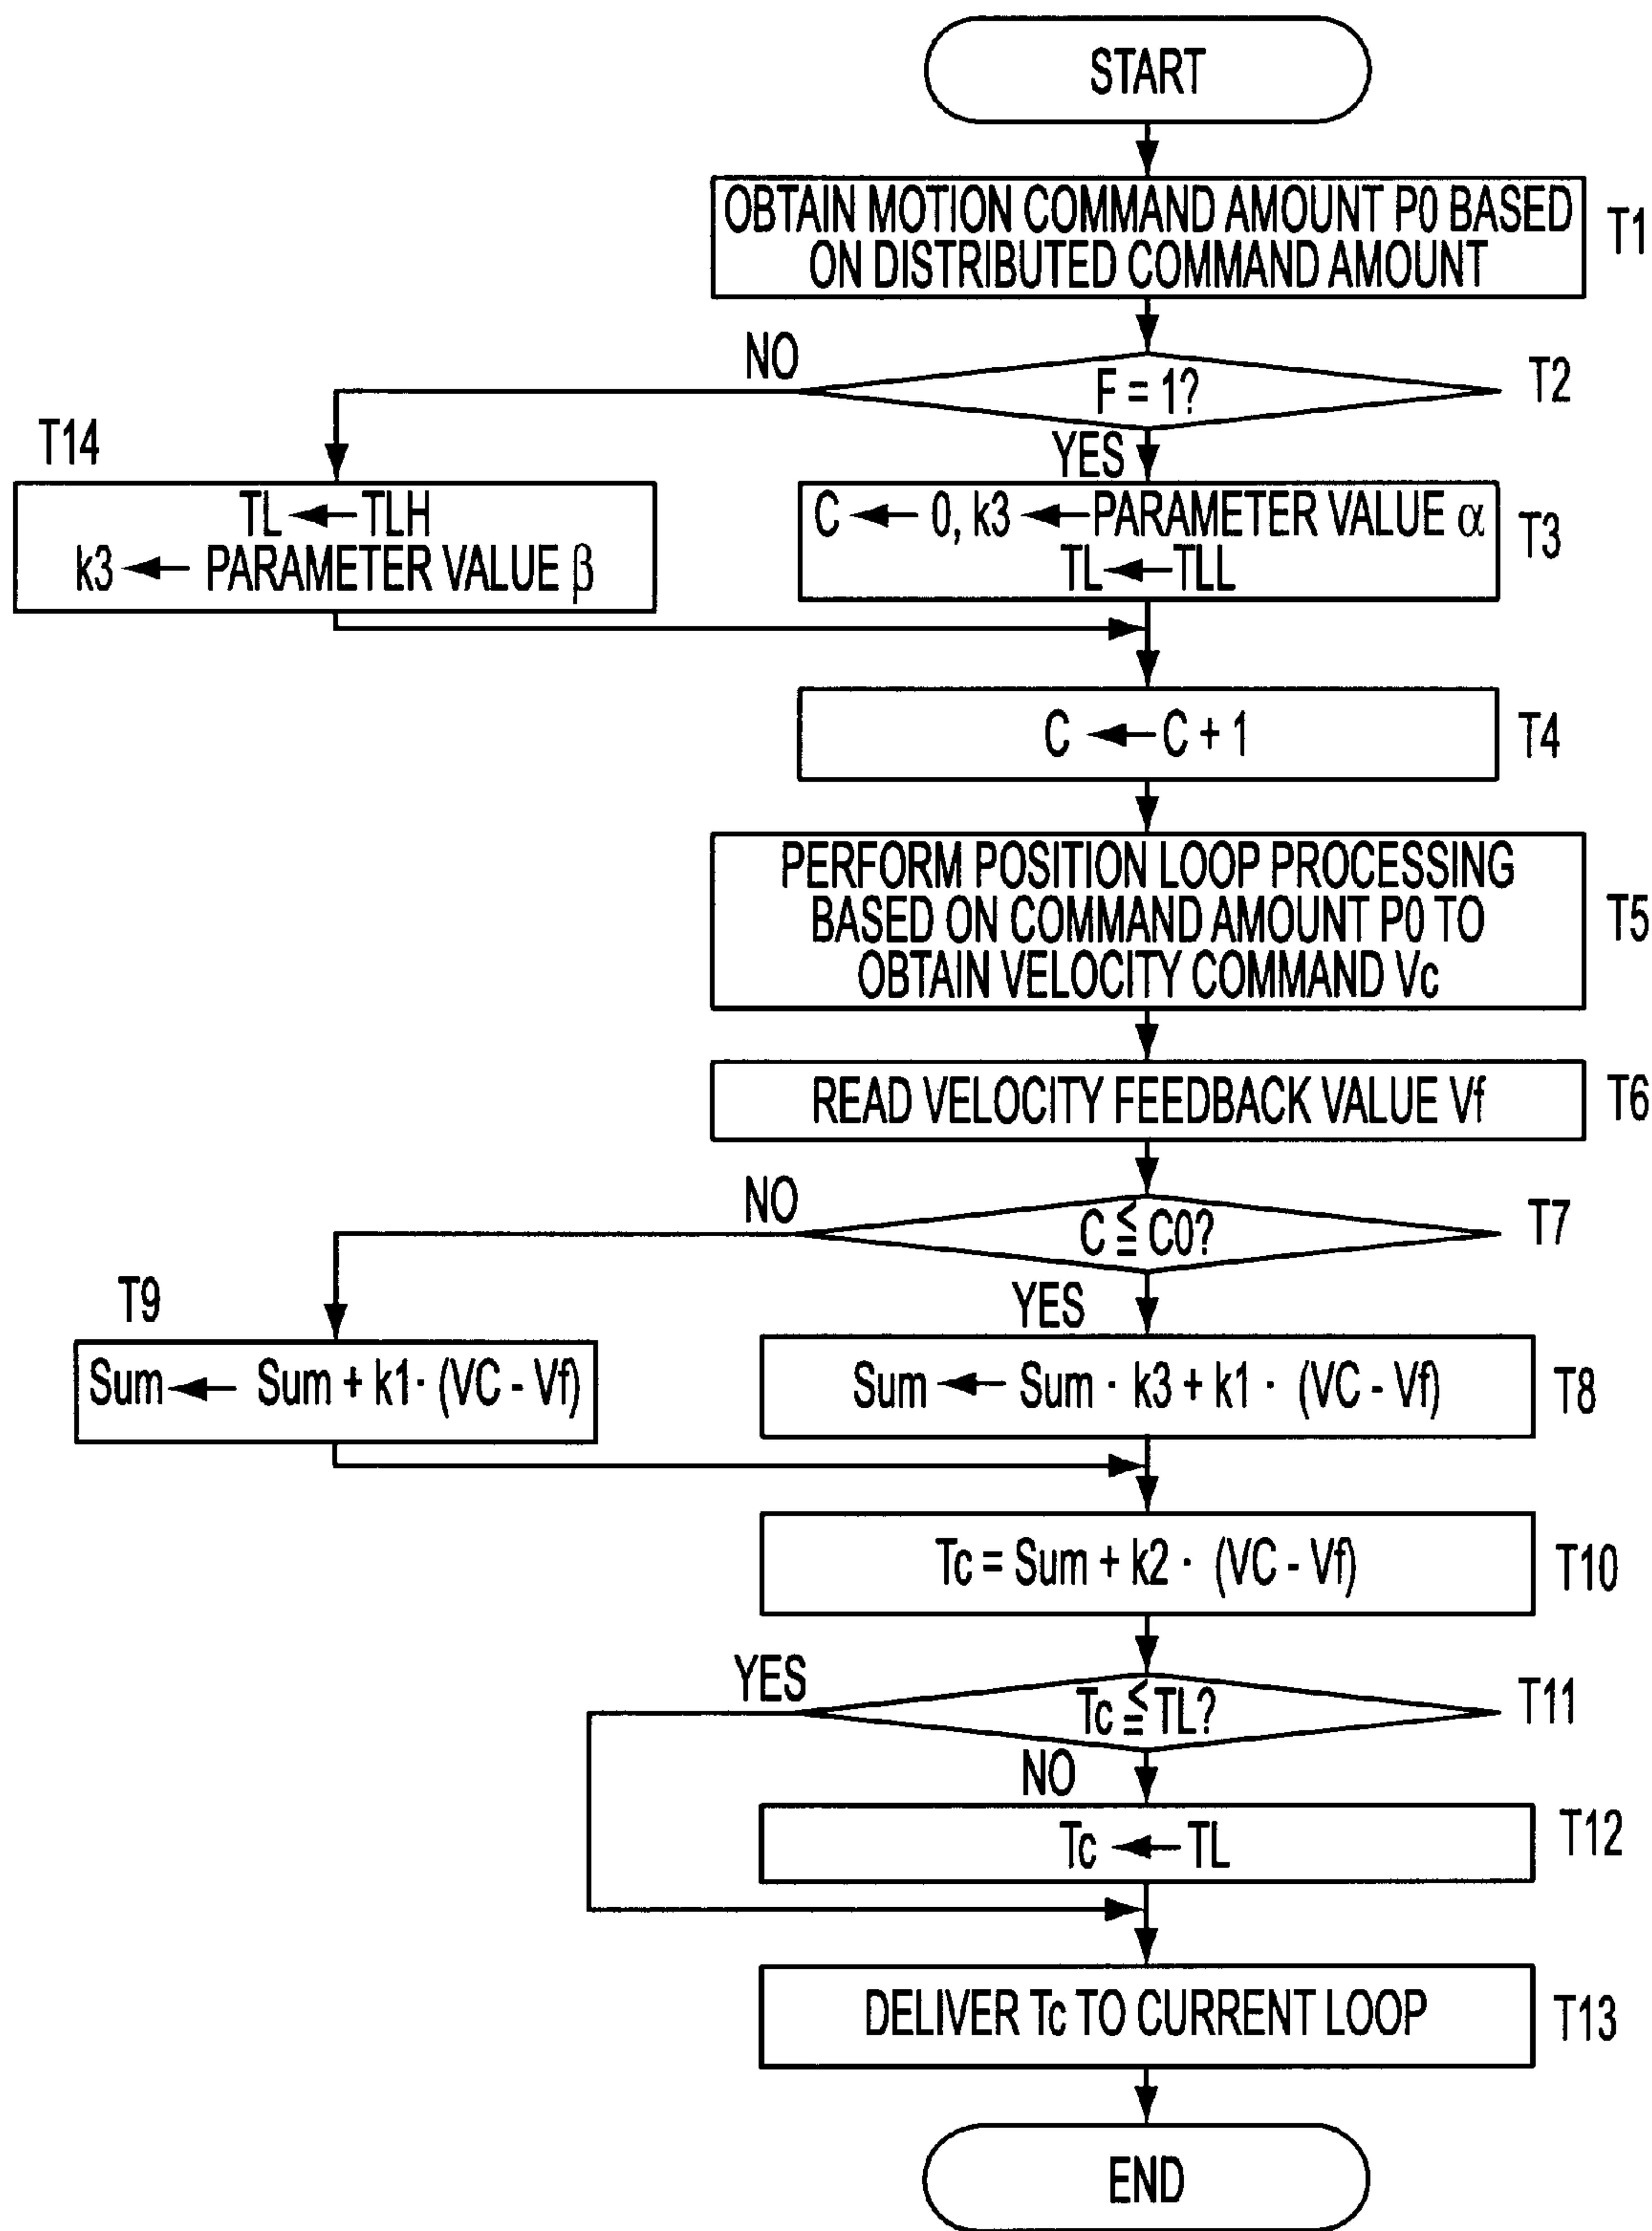 START
OBTAIN MOTION COMMAND AMOUNT P0 BASED
ON DISTRIBUTED COMMAND AMOUNT
T1
NO
F = 1?
T2
YES
T14
TL ← TLH
k3 ← PARAMETER VALUE β
C ← 0, k3 ← PARAMETER VALUE α
TL ← TLL
T3
C ← C + 1
T4
PERFORM POSITION LOOP PROCESSING
BASED ON COMMAND AMOUNT P0 TO
OBTAIN VELOCITY COMMAND Vc
T5
READ VELOCITY FEEDBACK VALUE Vf
T6
NO
C ≦ C0?
T7
YES
T9
Sum ← Sum + k1· (VC - Vf)
Sum ← Sum · k3 + k1 · (VC - Vf)
T8
Tc = Sum + k2 · (VC - Vf)
T10
YES
Tc ≦ TL?
T11
NO
Tc ← TL
T12
DELIVER Tc TO CURRENT LOOP
T13
END